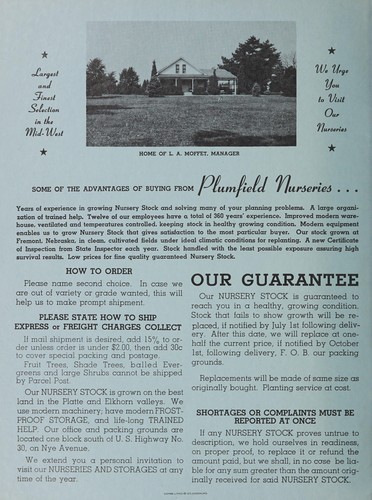 Largest
and
Finest
Selection
in the
Mid-West
We Urge
You
to Visit
Our
Nurseries
HOME OF L. A. MOFFET, MANAGER
SOME OF THE ADVANTAGES OF BUYING FROM Plumfield Nurseries . . .
Years of experience in growing Nursery Stock and solving many of your planning problems. A large organi-
zation of trained help. Twelve of our employees have a total of 360 years' experience. Improved modern ware-
house, ventilated and temperatures controlled, keeping stock in healthy growing condition. Modern equipment
enables us to grow Nursery Stock that gives satisfaction to the most particular buyer. Our stock grown at
Fremont, Nebraska, in clean, cultivated fields under ideal climatic conditions for replanting. A new Certificate
of Inspection from State Inspector each year. Stock handled with the least possible exposure assuring high
survival results. Low prices for fine quality guaranteed Nursery Stock.
HOW TO ORDER
Please name second choice. In case we
are out of variety or grade wanted, this will
help us to make prompt shipment.
PLEASE STATE HOW TO SHIP
EXPRESS or FREIGHT CHARGES COLLECT
If mail shipment is desired, add 15%, to or-
der unless order is under $2.00, then add 30c
to cover special packing and postage.
Fruit Trees, Shade Trees, balled Ever-
greens and large Shrubs cannot be shipped
by Parcel Post.
Our NURSERY STOCK is grown on the best
land in the Platte and Elkhorn valleys. We
use modern machinery; have modern FROST-
PROOF STORAGE, and life-long TRAINED
HELP. Our office and packing grounds are
located one block south of U. S. Highway No.
30, on Nye Avenue.
We extend you a personal invitation to
visit our NURSERIES AND STORAGES at any
time of the year.
OUR GUARANTEE
Our NURSERY STOCK is guaranteed to
reach you in a healthy, growing condition.
Stock that fails to show growth will be re-
placed, if notified by July 1st following deliv-
ery. After this date, we will replace at one-
half the current price, if notified by October
1st, following delivery, F. O. B. our packing
grounds.
Replacements will be made of same size as
originally bought. Planting service at cost.
SHORTAGES OR COMPLAINTS MUST BE
REPORTED AT ONCE
If any NURSERY STOCK proves untrue to
description, we hold ourselves in readiness,
on proper proof, to replace it or refund the
amount paid, but we shall, in no case be lia-
ble for any sum greater than the amount orig-
inally received for said NURSERY STOCK.